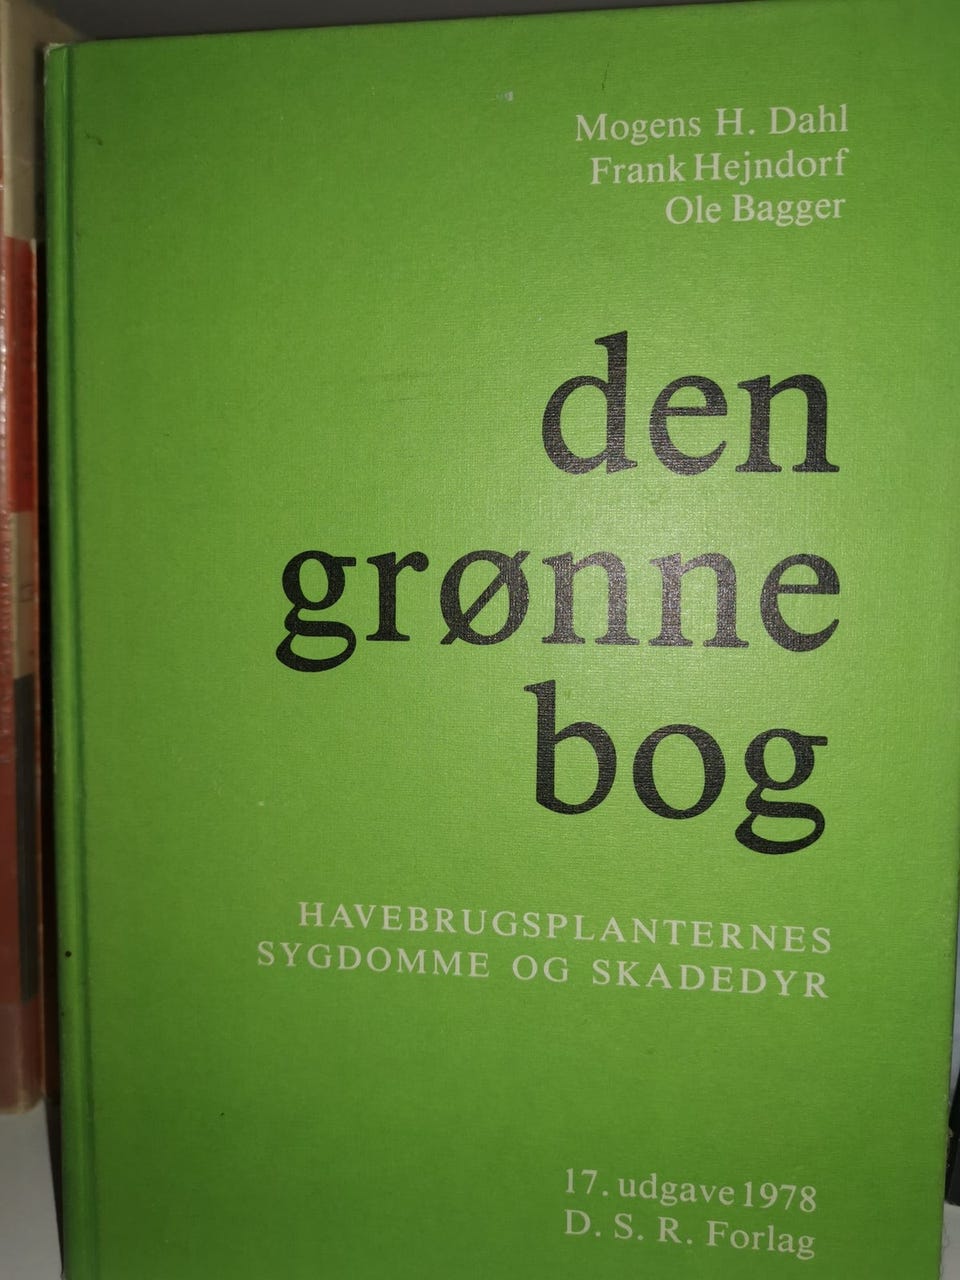 Mogens H. Dahl
Frank Hejndorf
Ole Bagger
den
grønne
bog
HAVEBRUGSPLANTERNES
SYGDOMME OG SKADEDYR
17. udgave 1978
D. S. R. Forlag